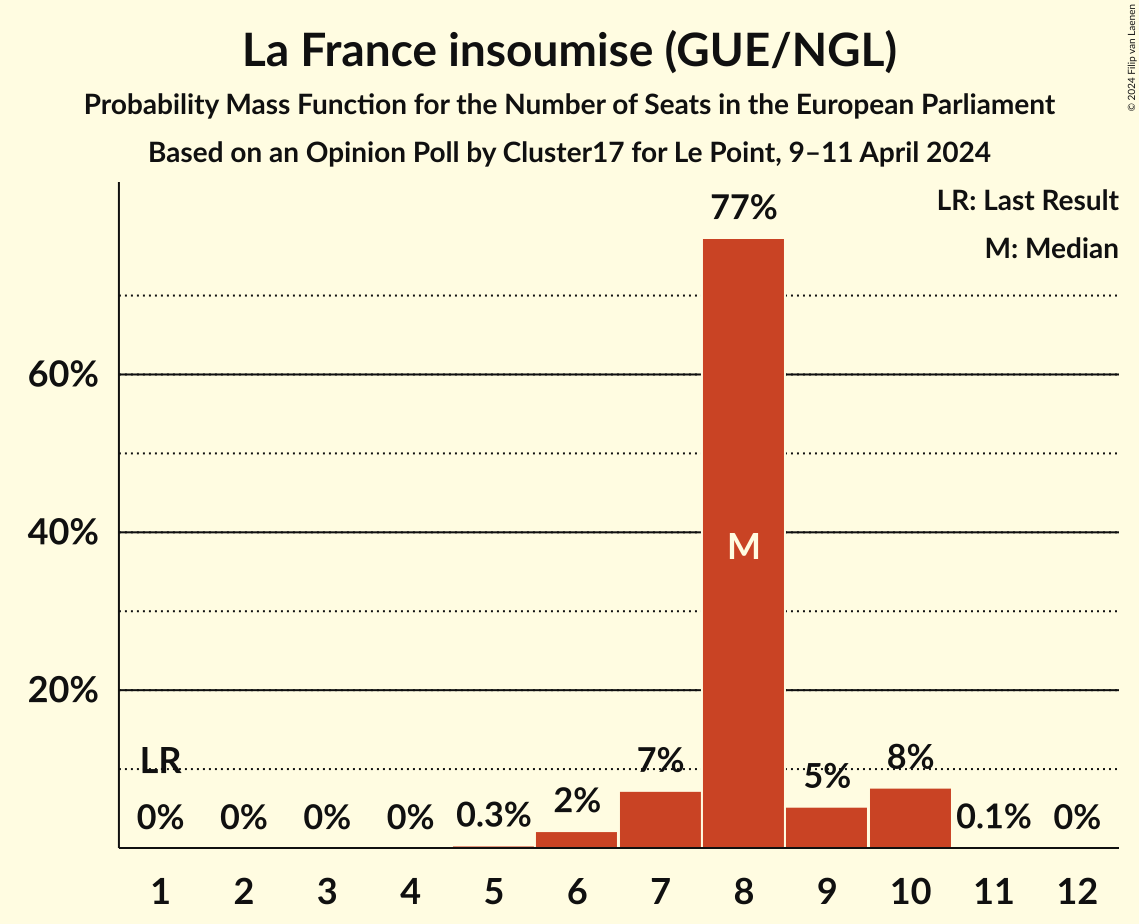 La France insoumise (GUE/NGL)
Probability Mass Function for the Number of Seats in the European Parliament
Based on an Opinion Poll by Cluster17 for Le Point, 9–11 April 2024
© 2024 Filip van Laenen
LR: Last Result
M: Median
77%
60%
40%
M
20%
LR
7%
5%
8%
0%
0%
0%
0%
0.3%
2%
0.1%
0%
1 2 3 4 5 6 7 8 9 10 11 12